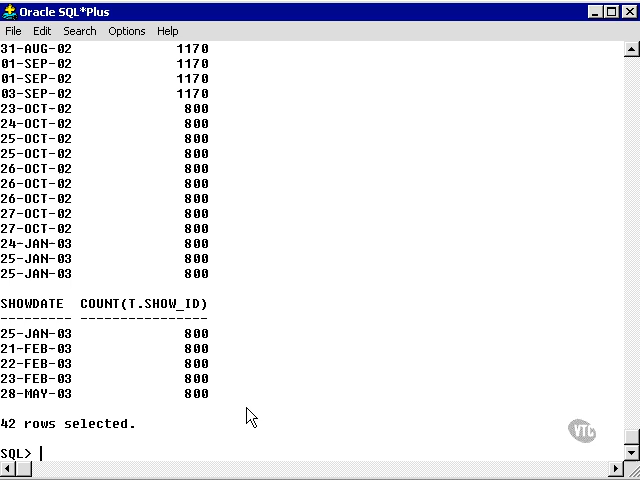 Oracle SQL*Plus
File Edit Search Options Help
31-AUG-02 1170
01-SEP-02 1170
01-SEP-02 1170
03-SEP-02 1170
23-OCT-02 800
24-OCT-02 800
25-OCT-02 800
25-OCT-02 800
26-OCT-02 800
26-OCT-02 800
26-OCT-02 800
27-OCT-02 800
27-OCT-02 800
24-JAN-03 800
25-JAN-03 800
25-JAN-03 800
SHOWDATE COUNT(T.SHOW_ID)
--------- ----------------
25-JAN-03 800
21-FEB-03 800
22-FEB-03 800
23-FEB-03 800
28-MAY-03 800
42 rows selected.
SQL>
VTC